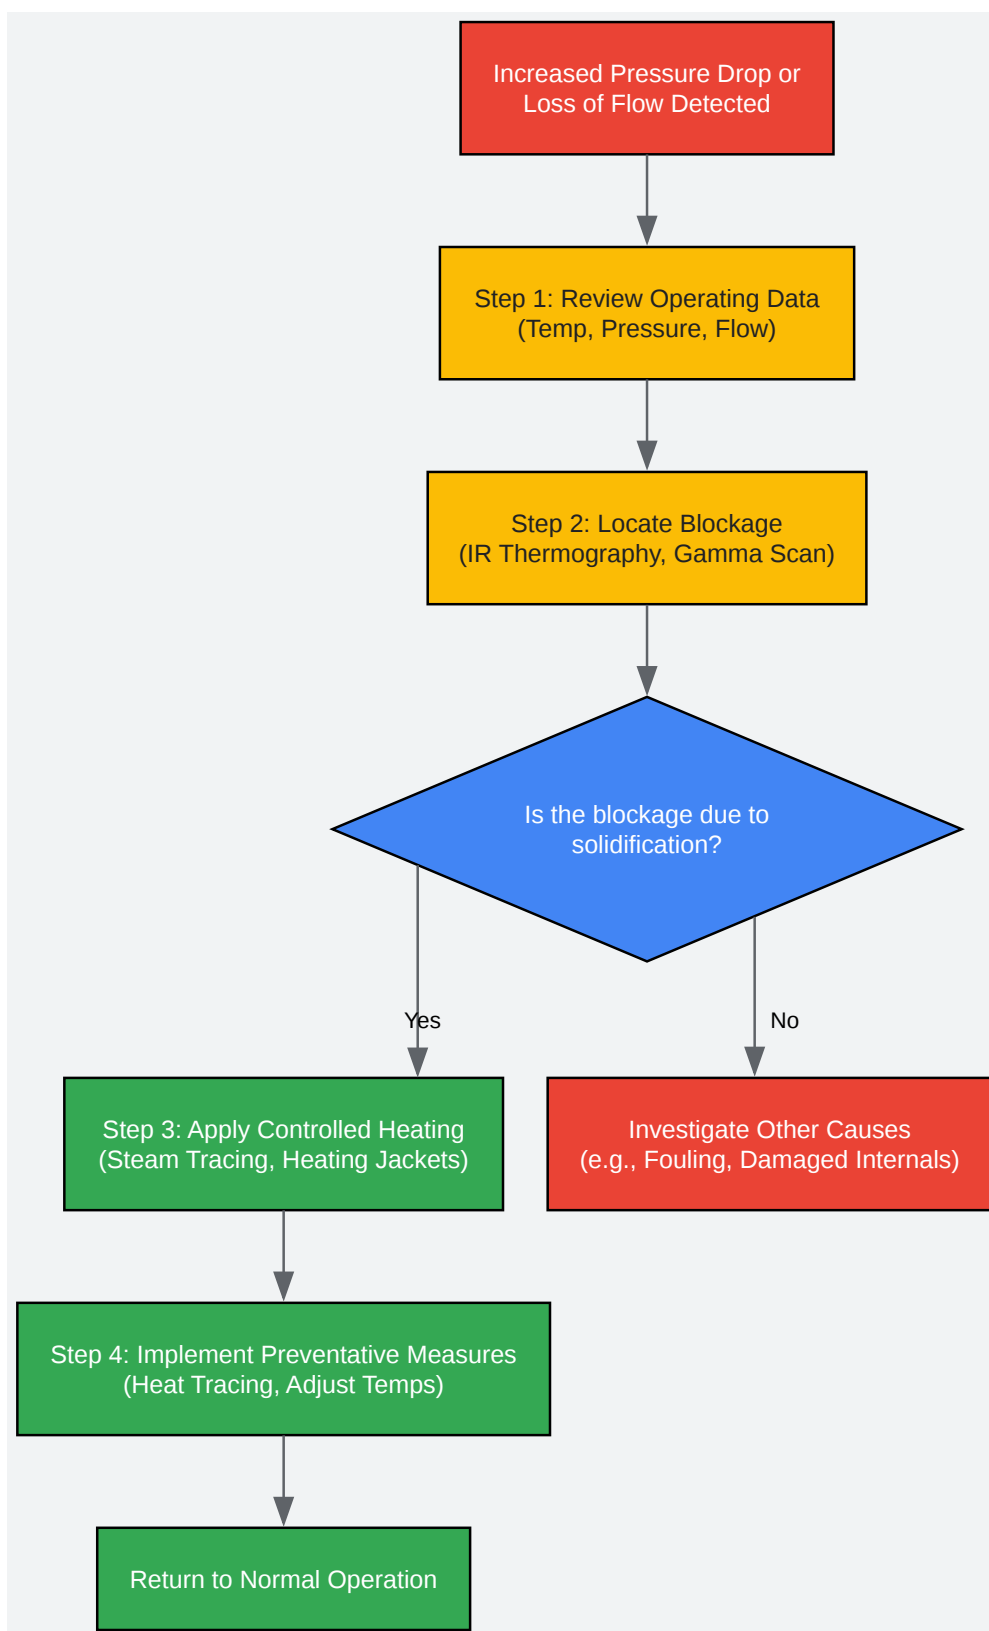 Increased Pressure Drop or
Loss of Flow Detected
Step 1: Review Operating Data
(Temp, Pressure, Flow)
Step 2: Locate Blockage
(IR Thermography, Gamma Scan)
Is the blockage due to
solidification?
Yes
No
Step 3: Apply Controlled Heating
(Steam Tracing, Heating Jackets)
Investigate Other Causes
(e.g., Fouling, Damaged Internals)
Step 4: Implement Preventative Measures
(Heat Tracing, Adjust Temps)
Return to Normal Operation